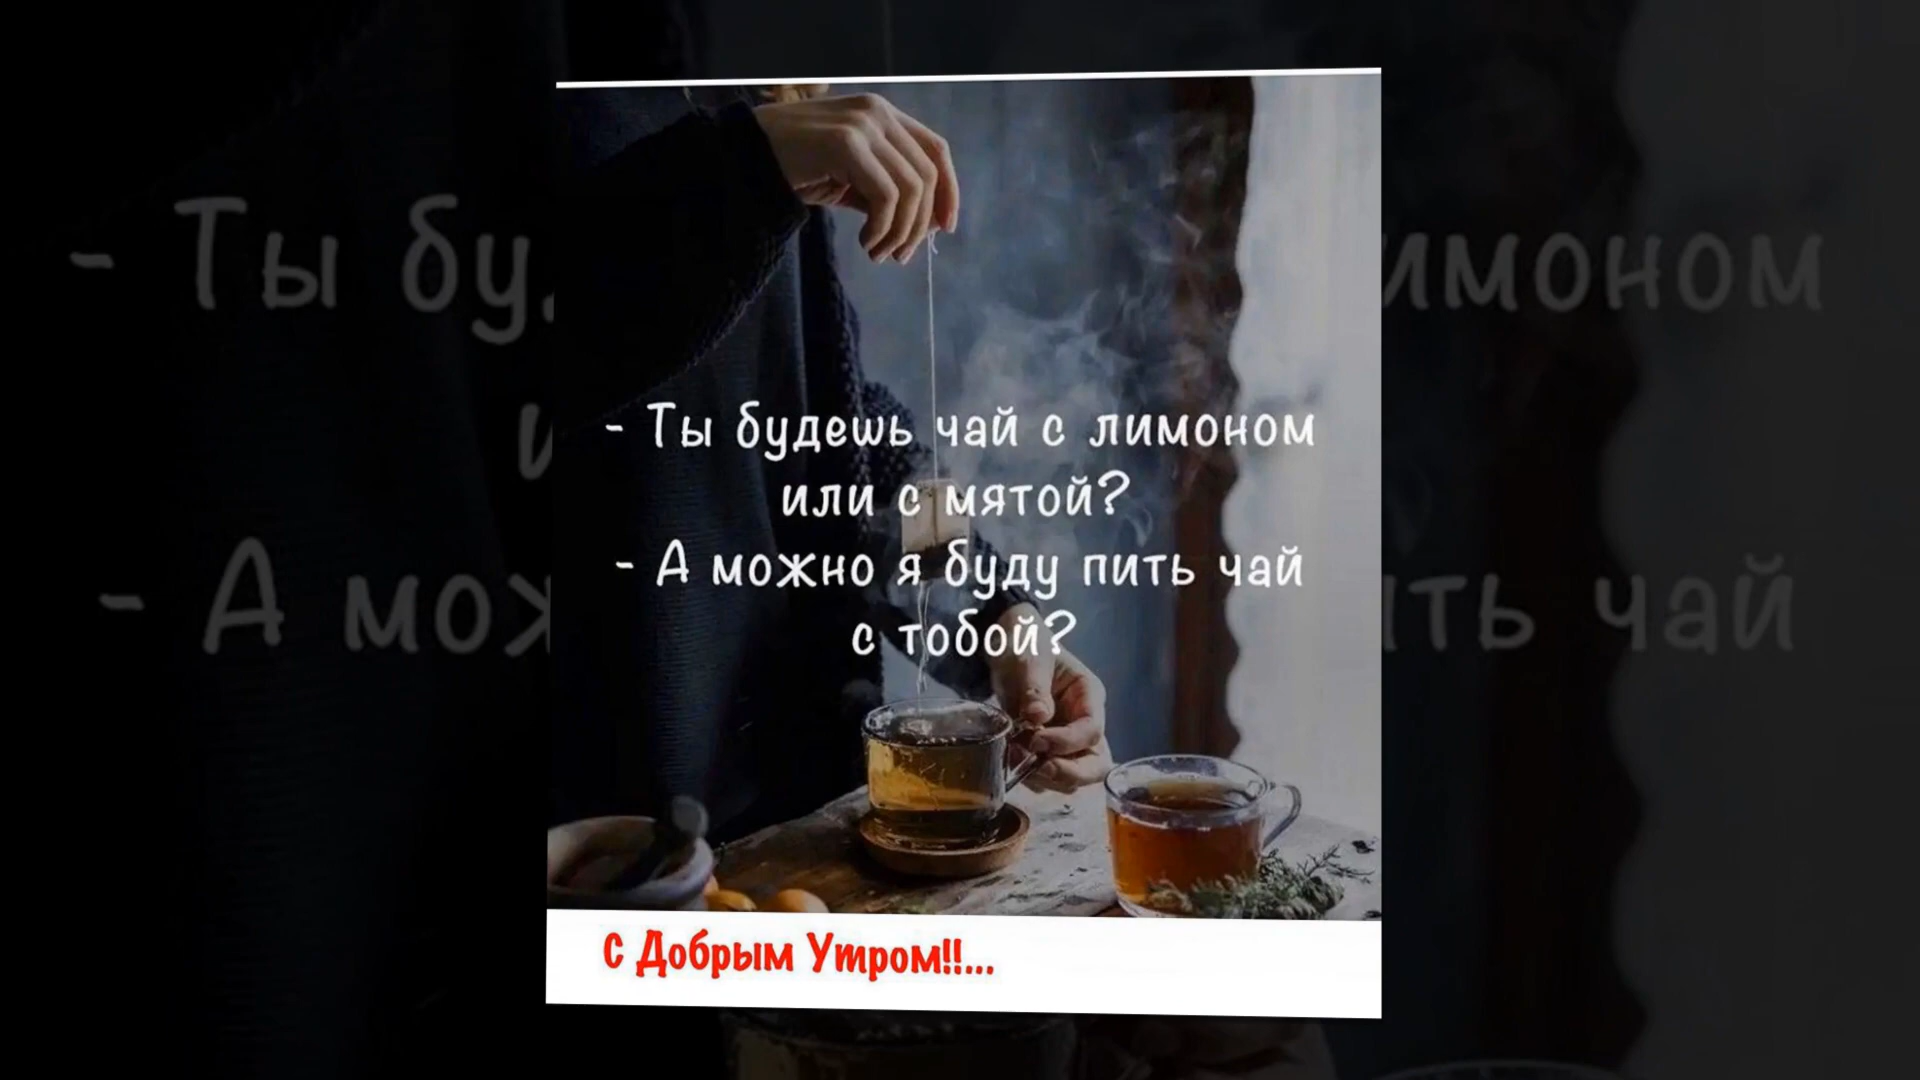 - Ты будешь чай с лимоном
или с мятой?
- А можно я буду пить чай
с тобой?
С Добрым Утром!!...